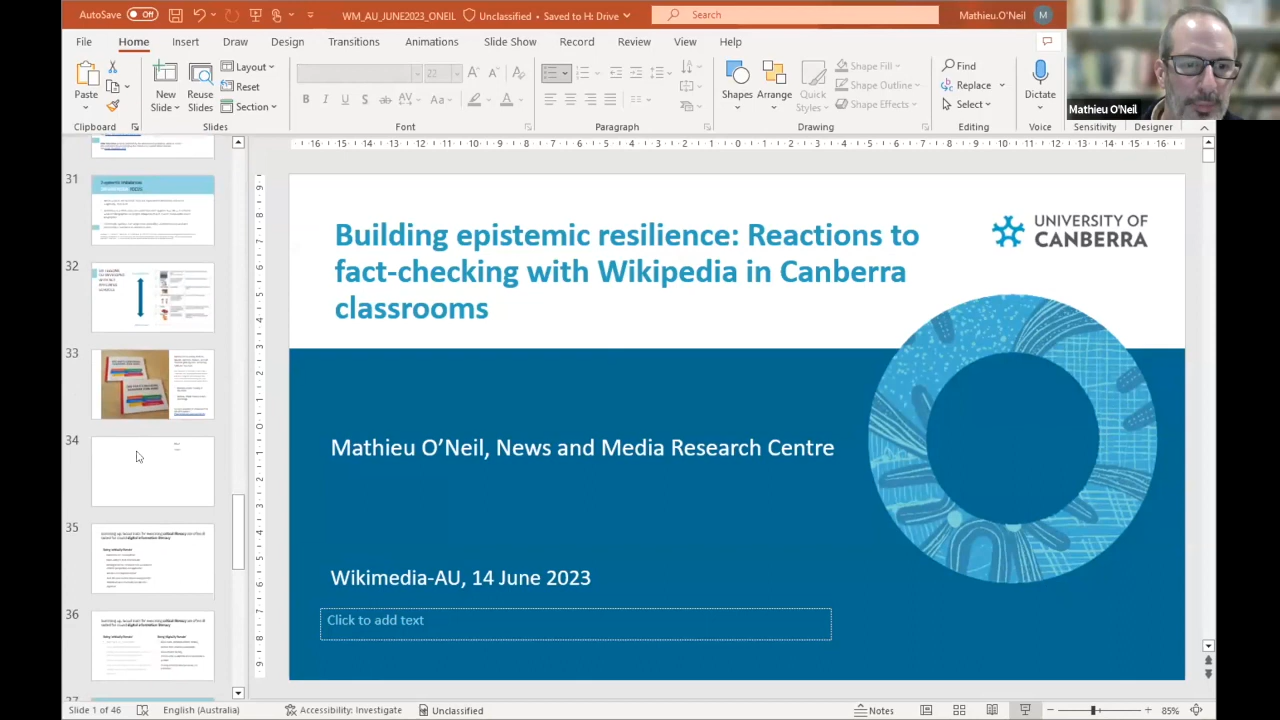 AutoSave Off
WM_AU_JUNE2023_ONEIL
Unclassified • Saved to H: Drive
Search
Mathieu.O'Neil
M
File Home Insert Draw Design Transitions Animations Slide Show Record Review View Help
Paste
Clipboard
New Slide
Reuse Slides
Layout
Reset
Section
Slides
22
Font
Paragraph
Shapes
Arrange
Quick Styles
Shape Fill
Shape Outline
Shape Effects
Drawing
Find
Replace
Select
Editing
Dictate
Voice
Sensitivity
Designer
Mathieu O'Neil
31
32
33
34
35
36
Building epistemic resilience: Reactions to
fact-checking with Wikipedia in Canberra
classrooms
UNIVERSITY OF
CANBERRA
Mathieu O'Neil, News and Media Research Centre
Wikimedia-AU, 14 June 2023
Click to add text
Slide 1 of 46
English (Australia)
Accessibility: Investigate
Unclassified
Notes
85%